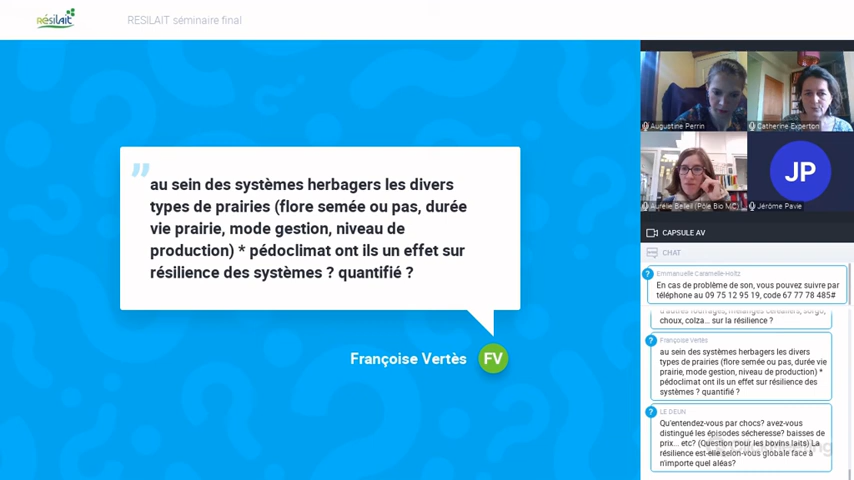 RésiLAIT
RESILAIT séminaire final
au sein des systèmes herbagers les divers
types de prairies (flore semée ou pas, durée
vie prairie, mode gestion, niveau de
production) * pédoclimat ont ils un effet sur
résilience des systèmes ? quantifié ?
Françoise Vertès
FV
Augustine Perrin
Catherine Experton
Aurélie Belleil (Pôle Bio MC)
JP
Jérôme Pavie
CAPSULE AV
CHAT
Emmanuelle Caramelle-Holtz
En cas de problème de son, vous pouvez suivre par
téléphone au 09 75 12 95 19, code 67 77 78 485#
d'autres fourrages, mélanges céréaliers, sorgo,
choux, colza... sur la résilience ?
Françoise Vertès
au sein des systèmes herbagers les divers
types de prairies (flore semée ou pas, durée vie
prairie, mode gestion, niveau de production) *
pédoclimat ont ils un effet sur résilience des
systèmes ? quantifié ?
LE DEUN
Qu'entendez-vous par chocs? avez-vous
distingué les épisodes sécheresse? baisses de
prix... etc? (Question pour les bovins laits) La
résilience est-elle selon-vous globale face à
n'importe quel aléas?